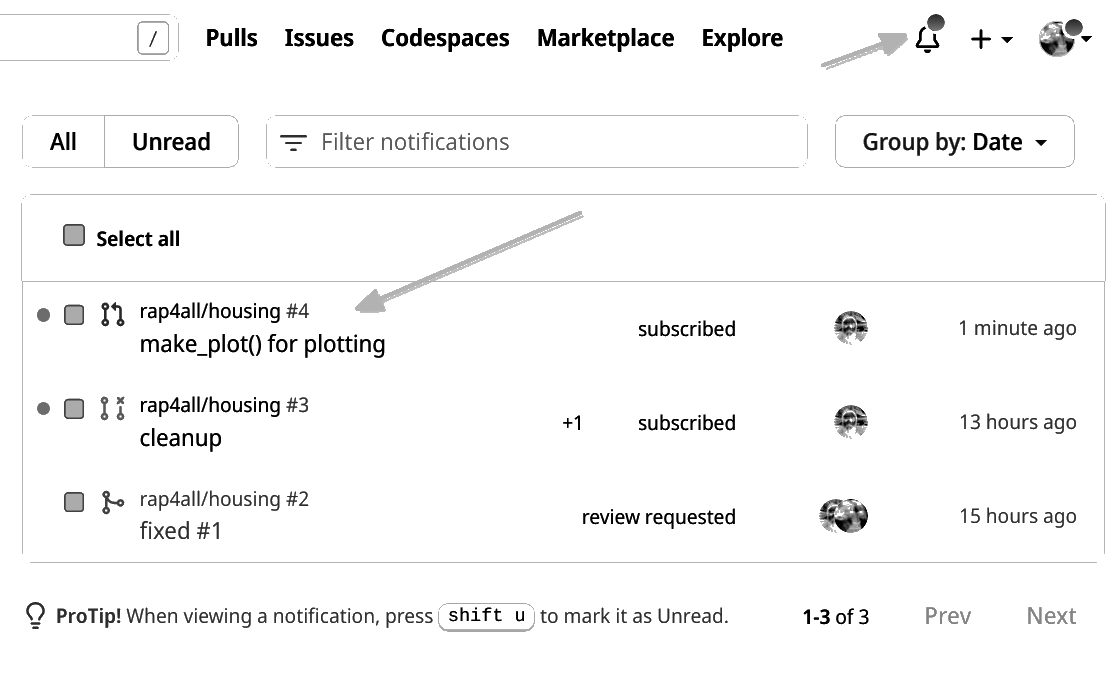 / Pulls Issues Codespaces Marketplace Explore
All Unread Filter notifications Group by: Date
Select all
rap4all/housing #4
make_plot() for plotting
subscribed
1 minute ago
rap4all/housing #3
cleanup
+1
subscribed
13 hours ago
rap4all/housing #2
fixed #1
review requested
15 hours ago
ProTip! When viewing a notification, press shift u to mark it as Unread.
1-3 of 3 Prev Next